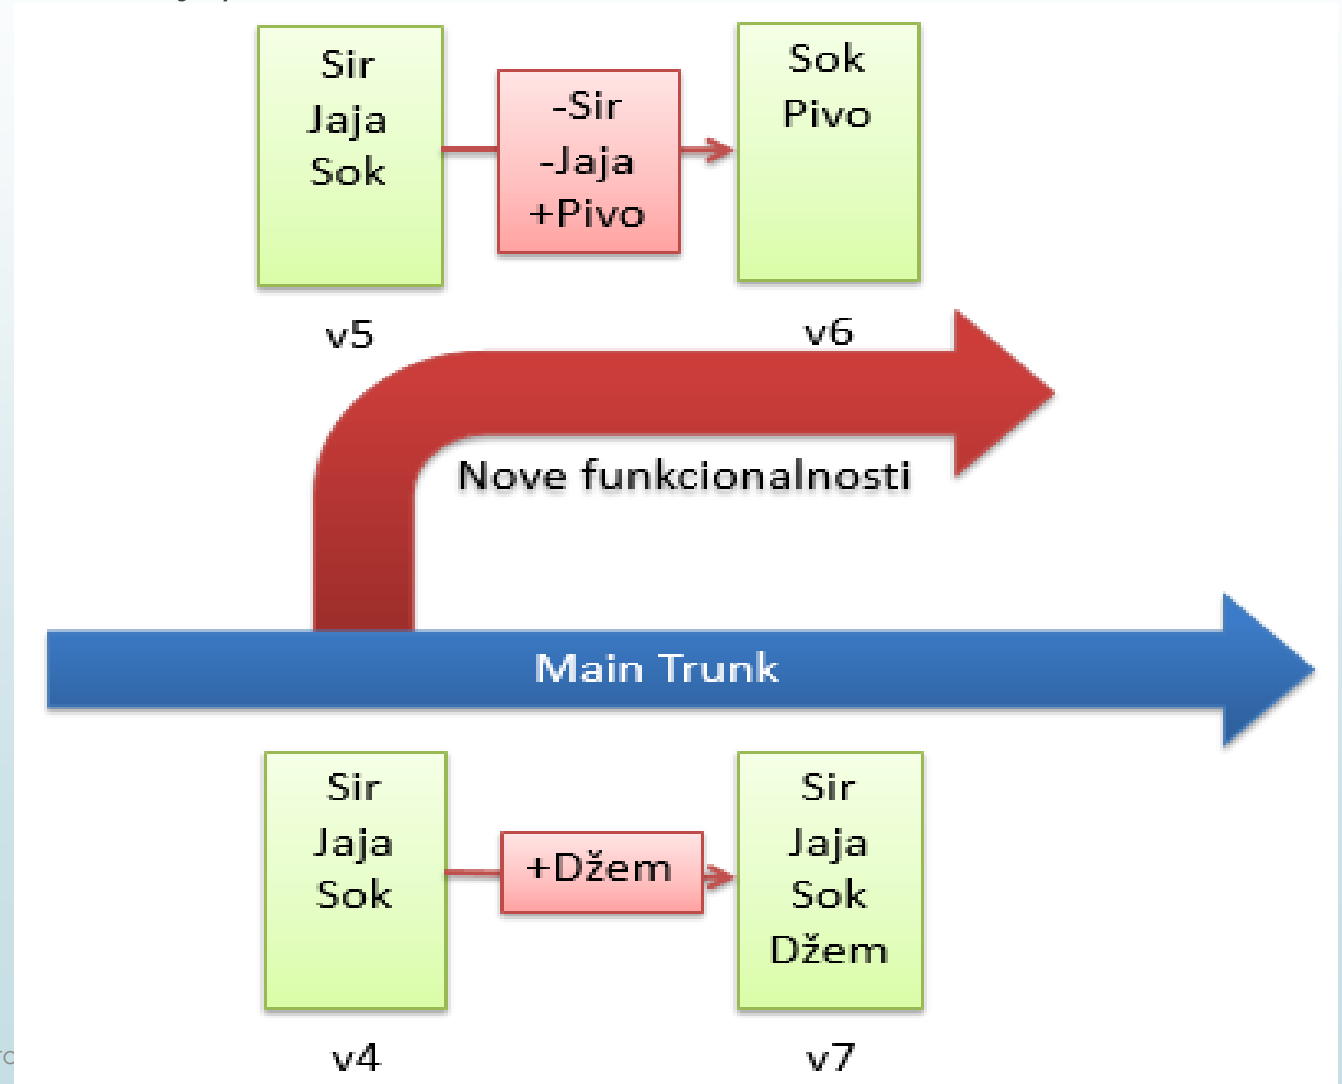 Sir
Jaja
Sok
-Sir
-Jaja
+Pivo
Sok
Pivo
v5
v6
Nove funkcionalnosti
Main Trunk
Sir
Jaja
Sok
+Džem
Sir
Jaja
Sok
Džem
v4
v7